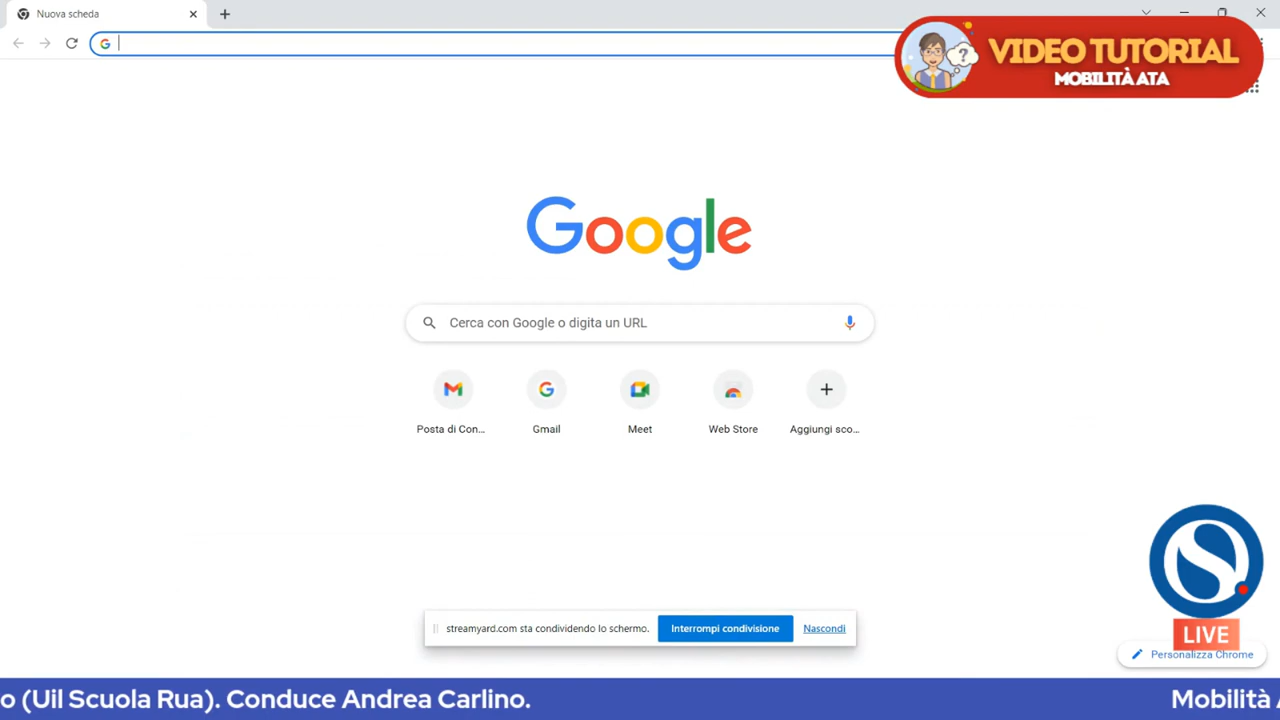 Nuova scheda
VIDEO TUTORIAL
MOBILITÀ ATA
Google
Cerca con Google o digita un URL
Posta di Con...
Gmail
Meet
Web Store
Aggiungi sco...
streamyard.com sta condividendo lo schermo.
Interrompi condivisione
Nascondi
LIVE
Personalizza Chrome
o (Uil Scuola Rua). Conduce Andrea Carlino.
Mobilità A